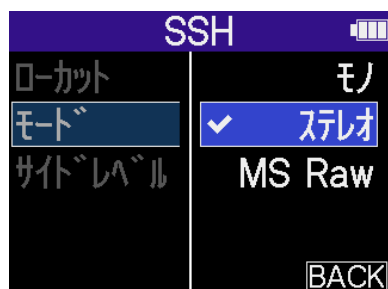 SSH
ﾛｰｶｯﾄ
ﾓｰﾄﾞ
ｻｲﾄﾞﾚﾍﾞﾙ
ﾓﾉ
ｽﾃﾚｵ
MS Raw
BACK